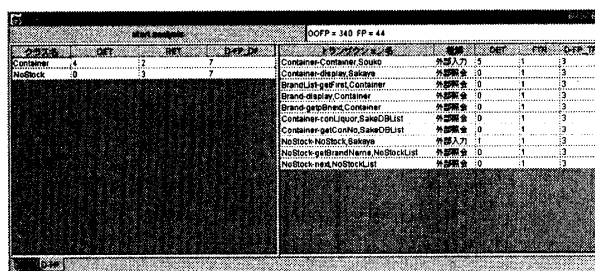 start analysis
OOFP = 340 FP = 44
クラス名 DET RET D-FP_DF
Container 4 2 7
NoStock 0 3 7
トランザクション名 種類 DET FTR D-FP_TF
Container-Container,Souko 外部入力 5 1 3
Container-display,Sakaya 外部照会 0 1 3
BrandList-getFirst,Container 外部照会 0 1 3
Brand-display,Container 外部照会 0 1 3
Brand-getpBnext,Container 外部照会 0 1 3
Container-conLiquor,SakeDBList 外部照会 0 1 3
Container-getConNo,SakeDBList 外部照会 0 1 3
NoStock-NoStock,Sakaya 外部入力 1 1 3
NoStock-getBrandName,NoStockList 外部照会 0 1 3
NoStock-next,NoStockList 外部照会 0 1 3
D-FP